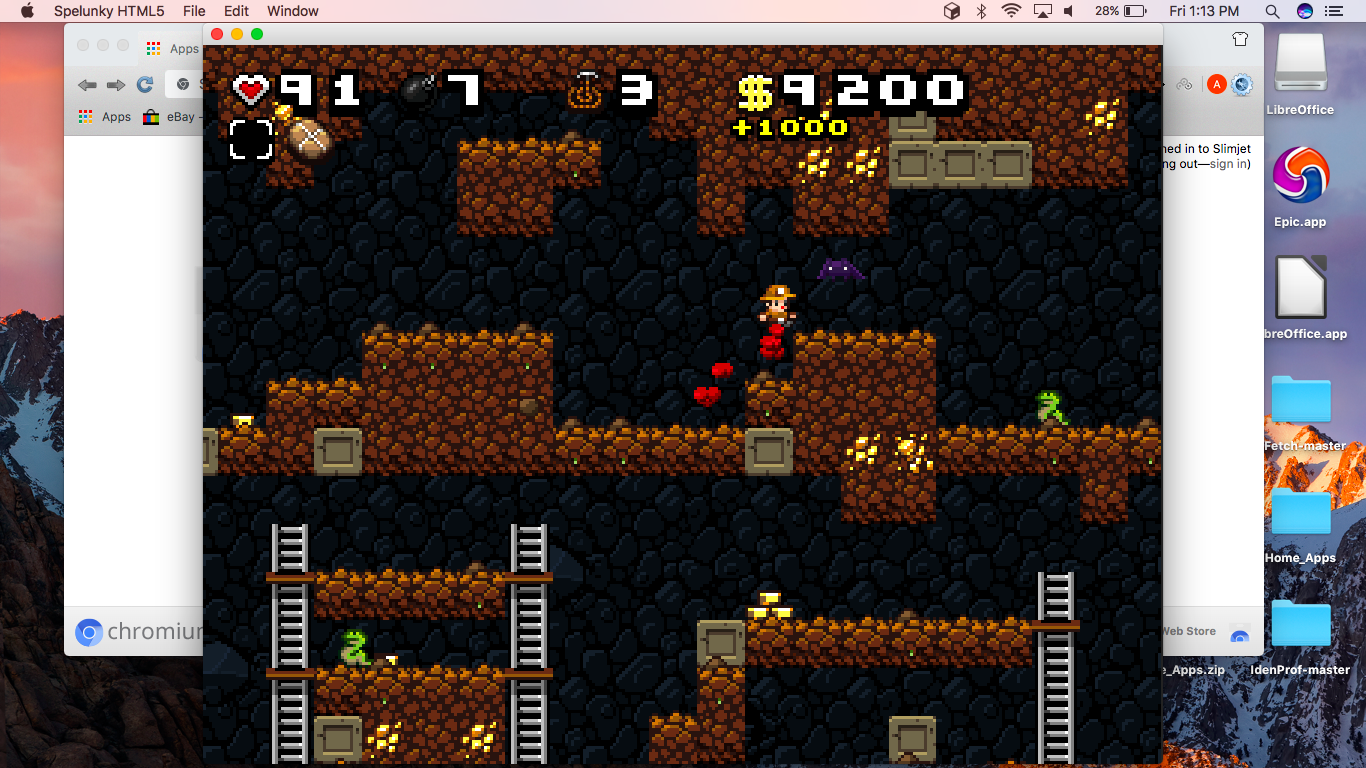 Spelunky HTML5 File Edit Window 28% Fri 1:13 PM
Apps
A
Apps eBay -
91 7 3 $9200
+1000
LibreOffice
ned in to Slimjet
ng out—sign in)
Epic.app
breOffice.app
Fetch-master
Home_Apps
chromium
Web Store
e_Apps.zip IdenProf-master